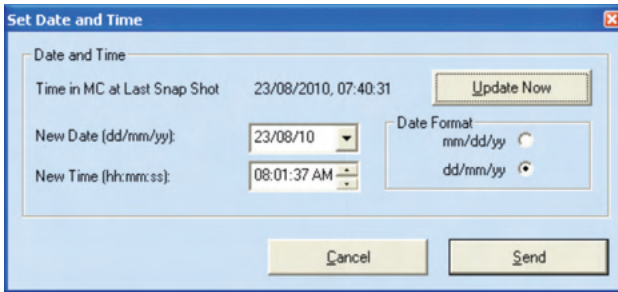 Set Date and Time
Date and Time
Time in MC at Last Snap Shot 23/08/2010, 07:40:31 Update Now
New Date (dd/mm/yy): 23/08/10
Date Format
mm/dd/yy
New Time (hh:mm:ss): 08:01:37 AM
dd/mm/yy
Cancel Send